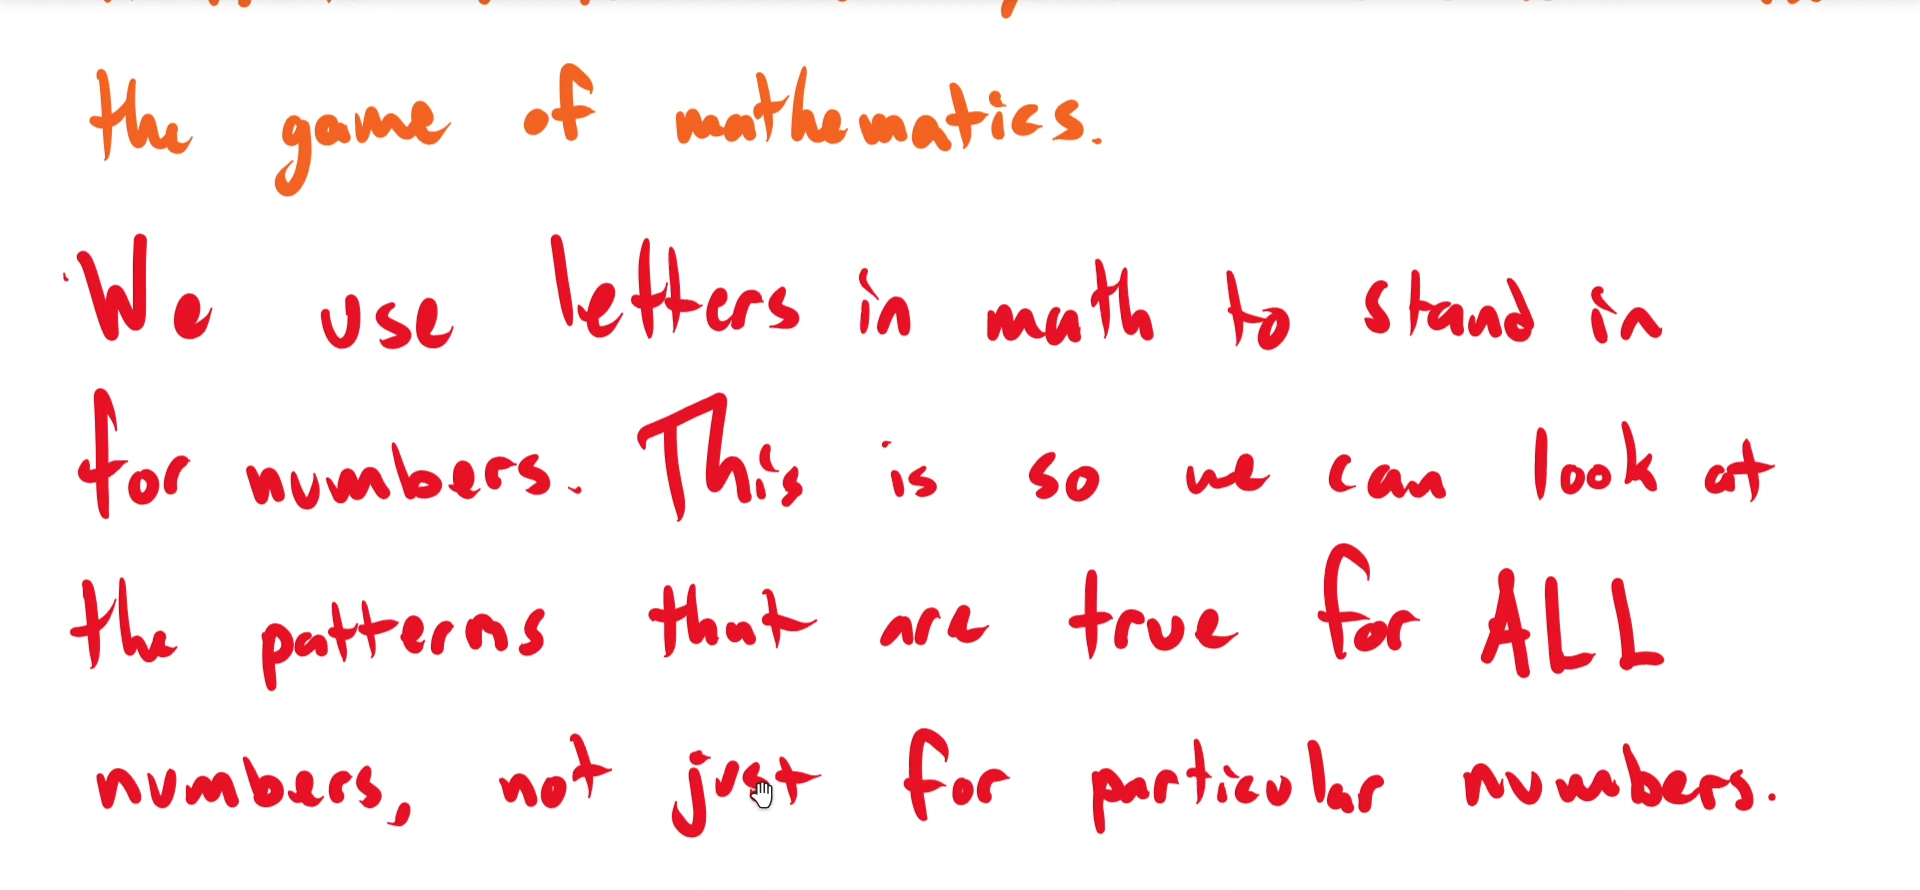 the game of mathematics.
We use letters in math to stand in
for numbers. This is so we can look at
the patterns that are true for ALL
numbers, not just for particular numbers.